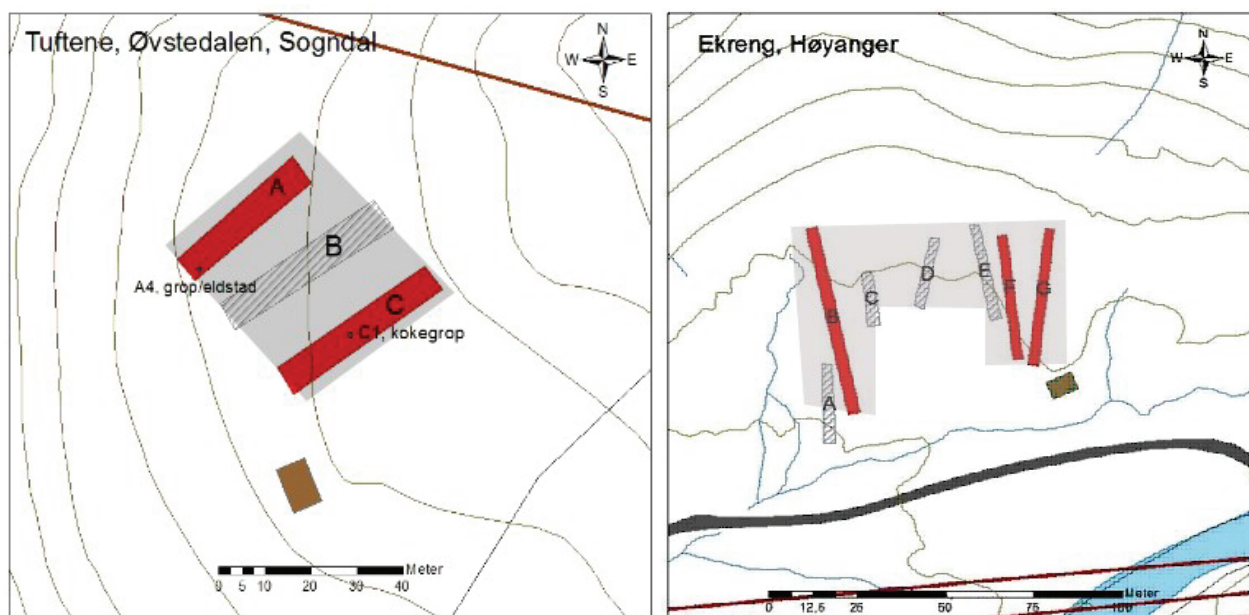 Tuftene, Øvstedalen, Sogndal
N
W E
S
A
B
A4, grop/eldstad
C
C1, kokegrop
Meter
0 5 10 20 30 40
Ekreng, Høyanger
N
W E
S
E
D
F
G
C
B
A
Meter
0 12,5 25 50 75 100